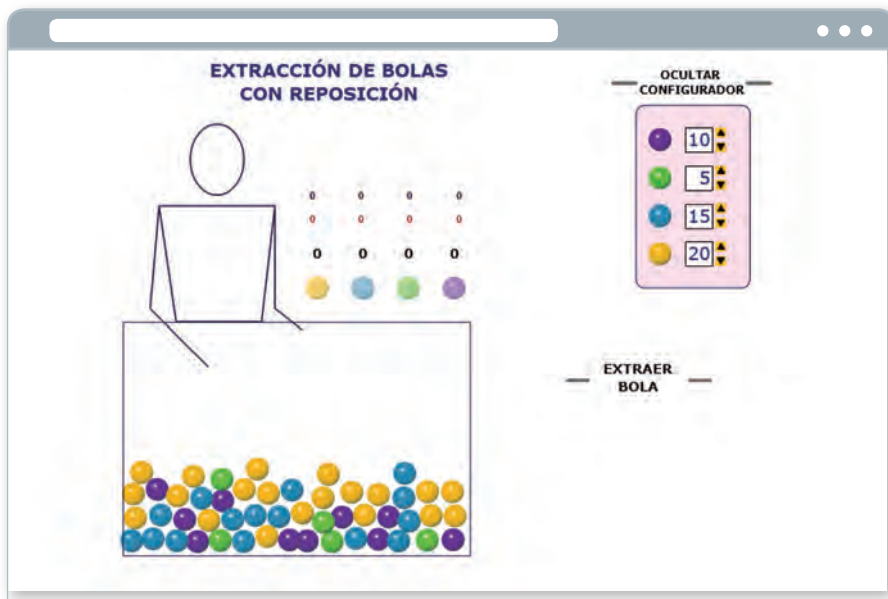 EXTRACCIÓN DE BOLAS
CON REPOSICIÓN
0 0 0 0
0 0 0 0
0 0 0 0
OCULTAR
CONFIGURADOR
10
5
15
20
EXTRAER
BOLA